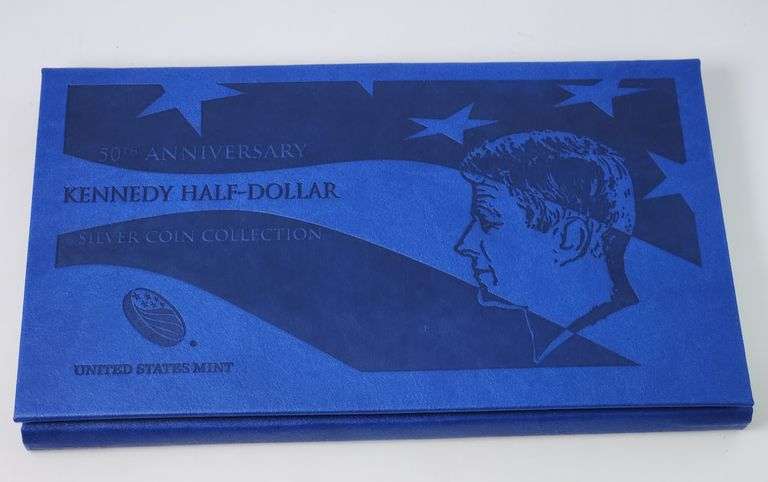 50TH ANNIVERSARY
KENNEDY HALF-DOLLAR
SILVER COIN COLLECTION
UNITED STATES MINT